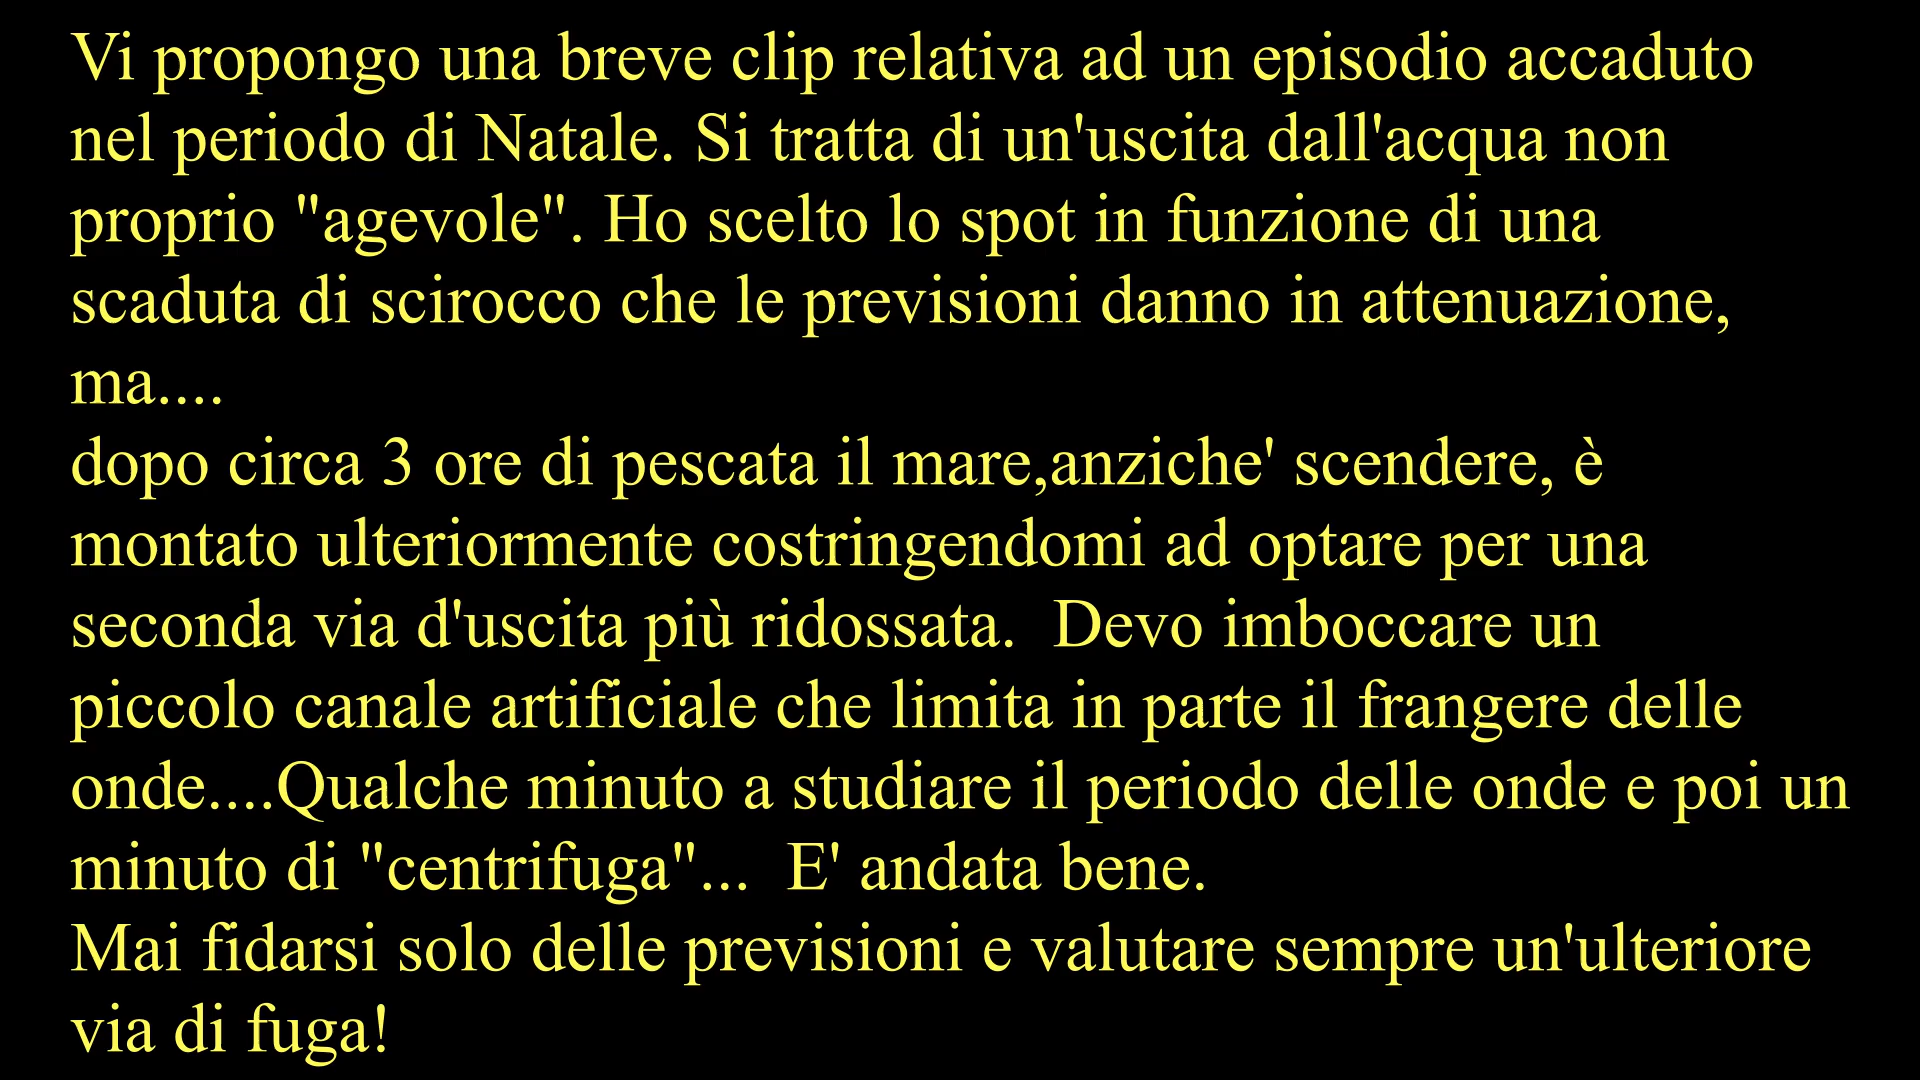 Vi propongo una breve clip relativa ad un episodio accaduto
nel periodo di Natale. Si tratta di un'uscita dall'acqua non
proprio "agevole". Ho scelto lo spot in funzione di una
scaduta di scirocco che le previsioni danno in attenuazione,
ma....
dopo circa 3 ore di pescata il mare,anziche' scendere, è
montato ulteriormente costringendomi ad optare per una
seconda via d'uscita più ridossata.  Devo imboccare un
piccolo canale artificiale che limita in parte il frangere delle
onde....Qualche minuto a studiare il periodo delle onde e poi un
minuto di "centrifuga"...  E' andata bene.
Mai fidarsi solo delle previsioni e valutare sempre un'ulteriore
via di fuga!